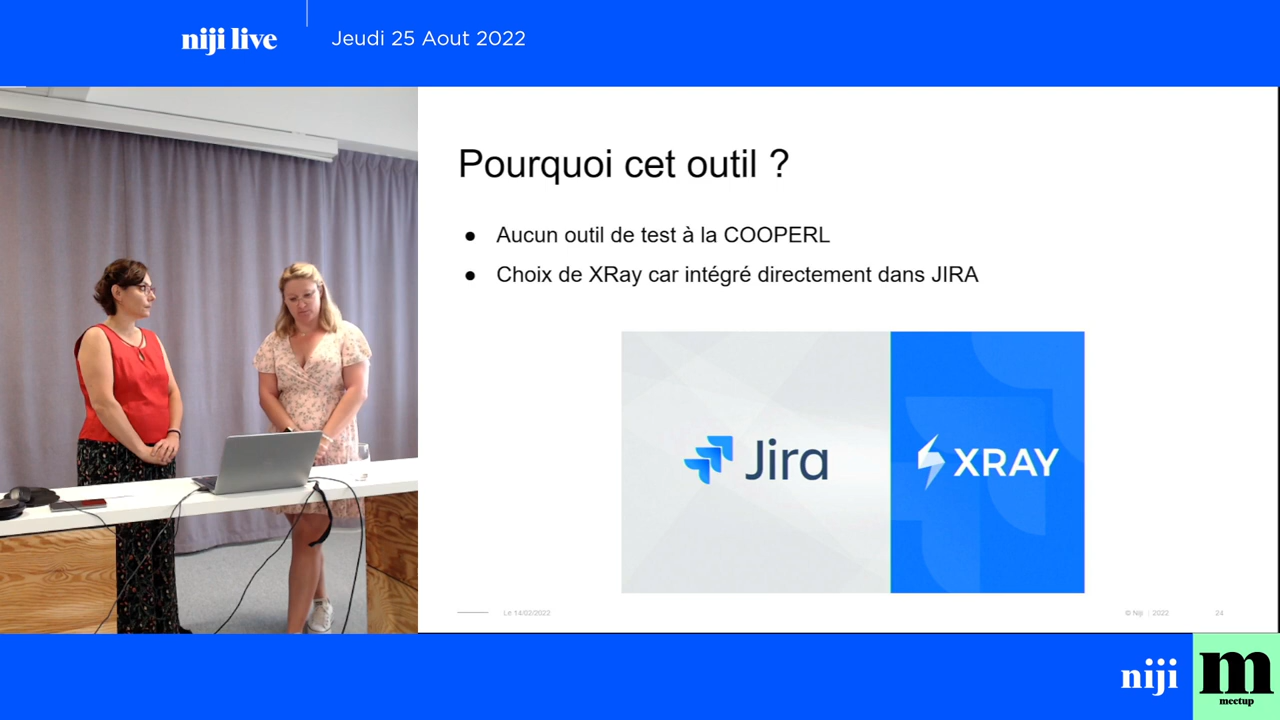 niji live
Jeudi 25 Aout 2022
Pourquoi cet outil ?
● Aucun outil de test à la COOPERL
● Choix de XRay car intégré directement dans JIRA
Jira
XRAY
Le 14/02/2022
© Niji | 2022
24
niji
m
meetup